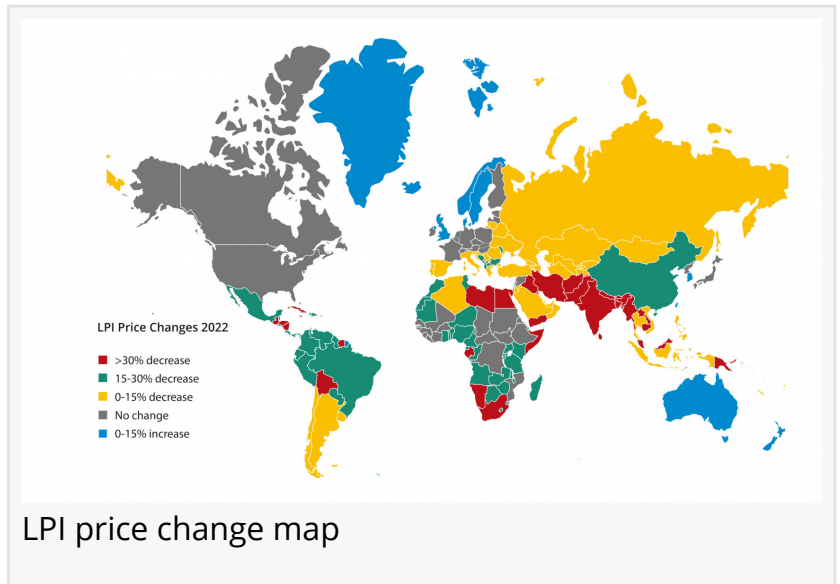 LPI Price Changes 2022
>30% decrease
15-30% decrease
0-15% decrease
No change
0-15% increase
LPI price change map